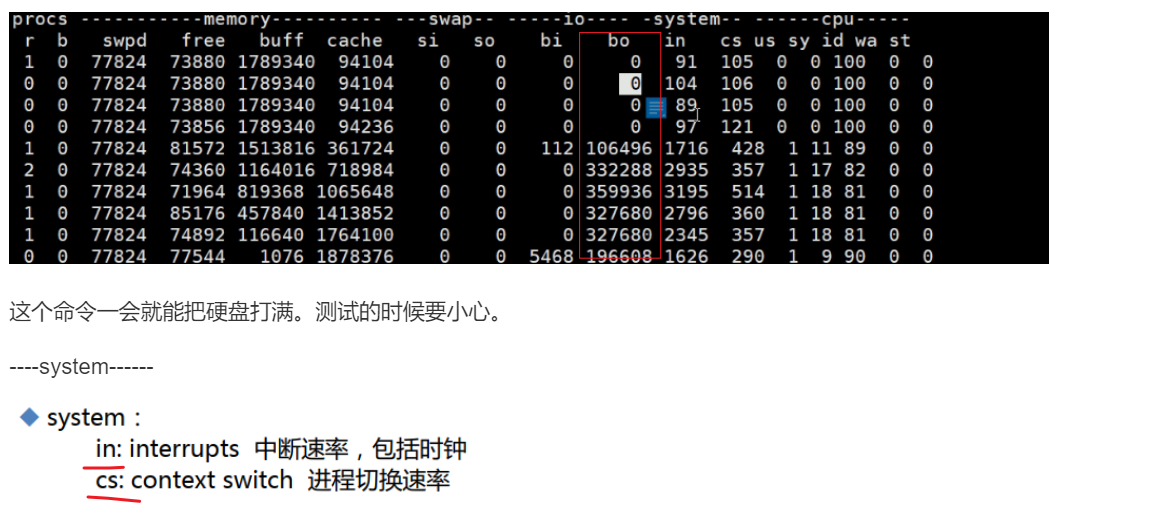 procs -----------memory---------- ---swap-- -----io---- -system-- ------cpu-----
r b swpd free buff cache si so bi bo in cs us sy id wa st
1 0 77824 73880 1789340 94104 0 0 0 0 91 105 0 0 100 0 0
0 0 77824 73880 1789340 94104 0 0 0 0 104 106 0 0 100 0 0
0 0 77824 73880 1789340 94104 0 0 0 0 89 105 0 0 100 0 0
0 0 77824 73856 1789340 94236 0 0 0 0 97 121 0 0 100 0 0
1 0 77824 81572 1513816 361724 0 0 112 106496 1716 428 1 11 89 0 0
2 0 77824 74360 1164016 718984 0 0 0 332288 2935 357 1 17 82 0 0
1 0 77824 71964 819368 1065648 0 0 0 359936 3195 514 1 18 81 0 0
1 0 77824 85176 457840 1413852 0 0 0 327680 2796 360 1 18 81 0 0
1 0 77824 74892 116640 1764100 0 0 0 327680 2345 357 1 18 81 0 0
0 0 77824 77544 1076 1878376 0 0 5468 196608 1626 290 1 9 90 0 0
这个命令一会就能把硬盘打满。测试的时候要小心。
----system------
system：
in: interrupts 中断速率，包括时钟
cs: context switch 进程切换速率